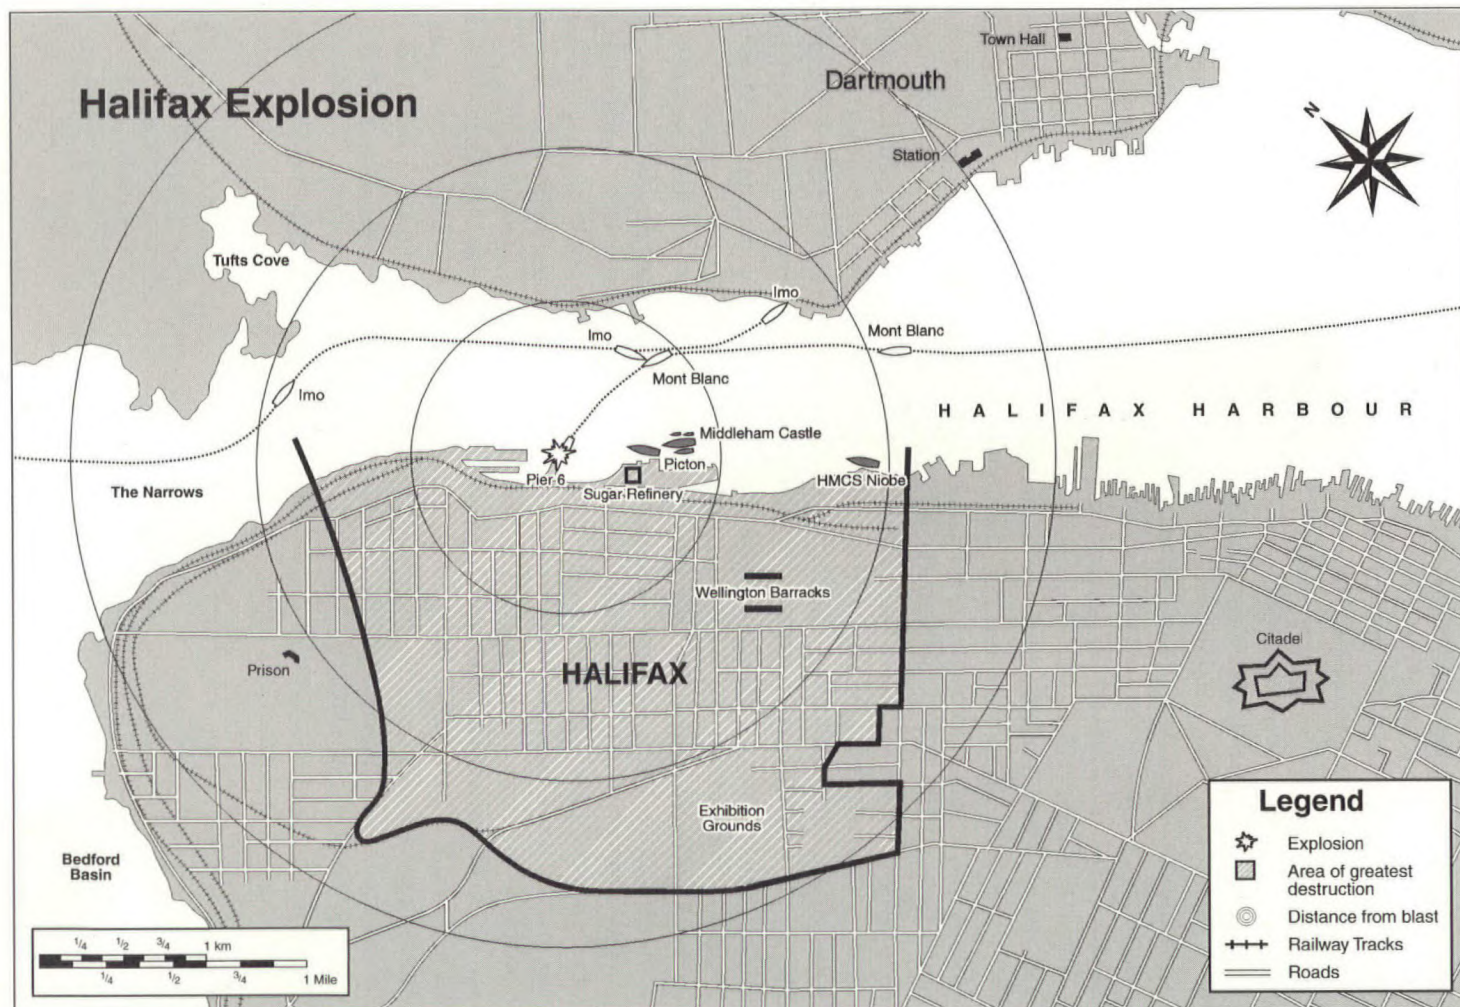 Town Hall
Dartmouth
Halifax Explosion
N
Station
Tufts Cove
Imo
Imo
Mont Blanc
Mont Blanc
Imo
HALIFAX HARBOUR
Middleham Castle
Picton
Pier 6
Sugar Refinery
HMCS Niobe
The Narrows
Wellington Barracks
Citadel
Prison
HALIFAX
Exhibition
Grounds
Bedford
Basin
Legend
Explosion
Area of greatest
destruction
Distance from blast
Railway Tracks
Roads
1/4 1/2 3/4 1 km
1/4 1/2 3/4 1 Mile